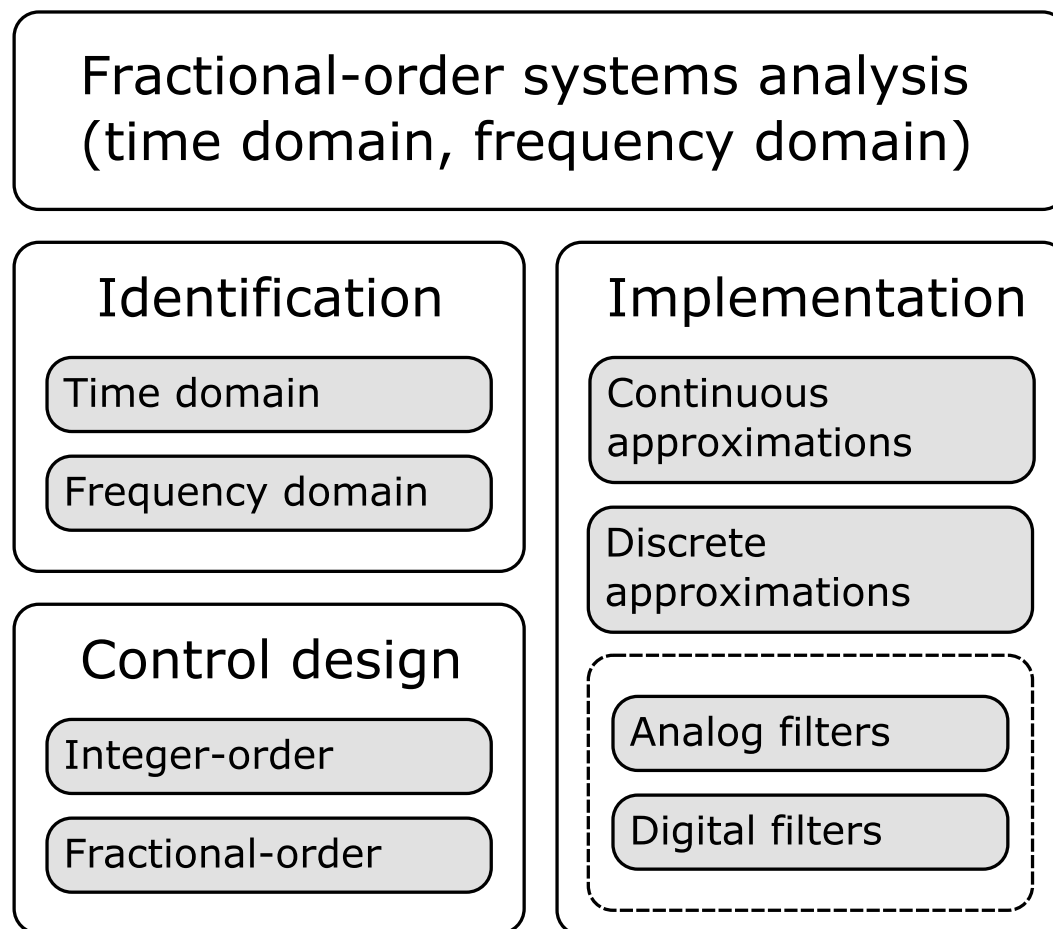 Fractional-order systems analysis
(time domain, frequency domain)
Identification
Time domain
Frequency domain
Control design
Integer-order
Fractional-order
Implementation
Continuous
approximations
Discrete
approximations
Analog filters
Digital filters